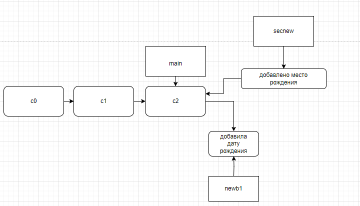 secnew
main
добавлено место
рождения
c0
c1
c2
добавила
дату
рождения
newb1